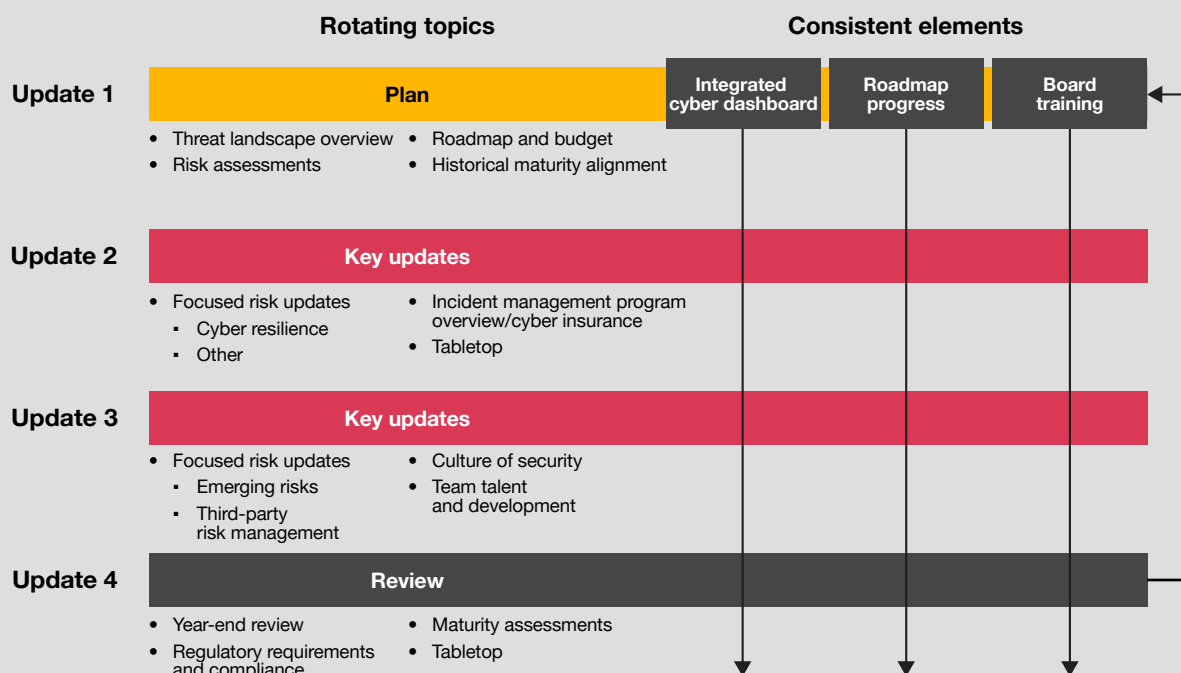 Rotating topics
Consistent elements
Update 1
Plan
Integrated
cyber dashboard
Roadmap
progress
Board
training
• Threat landscape overview
• Risk assessments
• Roadmap and budget
• Historical maturity alignment
Update 2
Key updates
• Focused risk updates
▪ Cyber resilience
▪ Other
• Incident management program
overview/cyber insurance
• Tabletop
Update 3
Key updates
• Focused risk updates
▪ Emerging risks
▪ Third-party
risk management
• Culture of security
• Team talent
and development
Update 4
Review
• Year-end review
• Regulatory requirements
and compliance
• Maturity assessments
• Tabletop